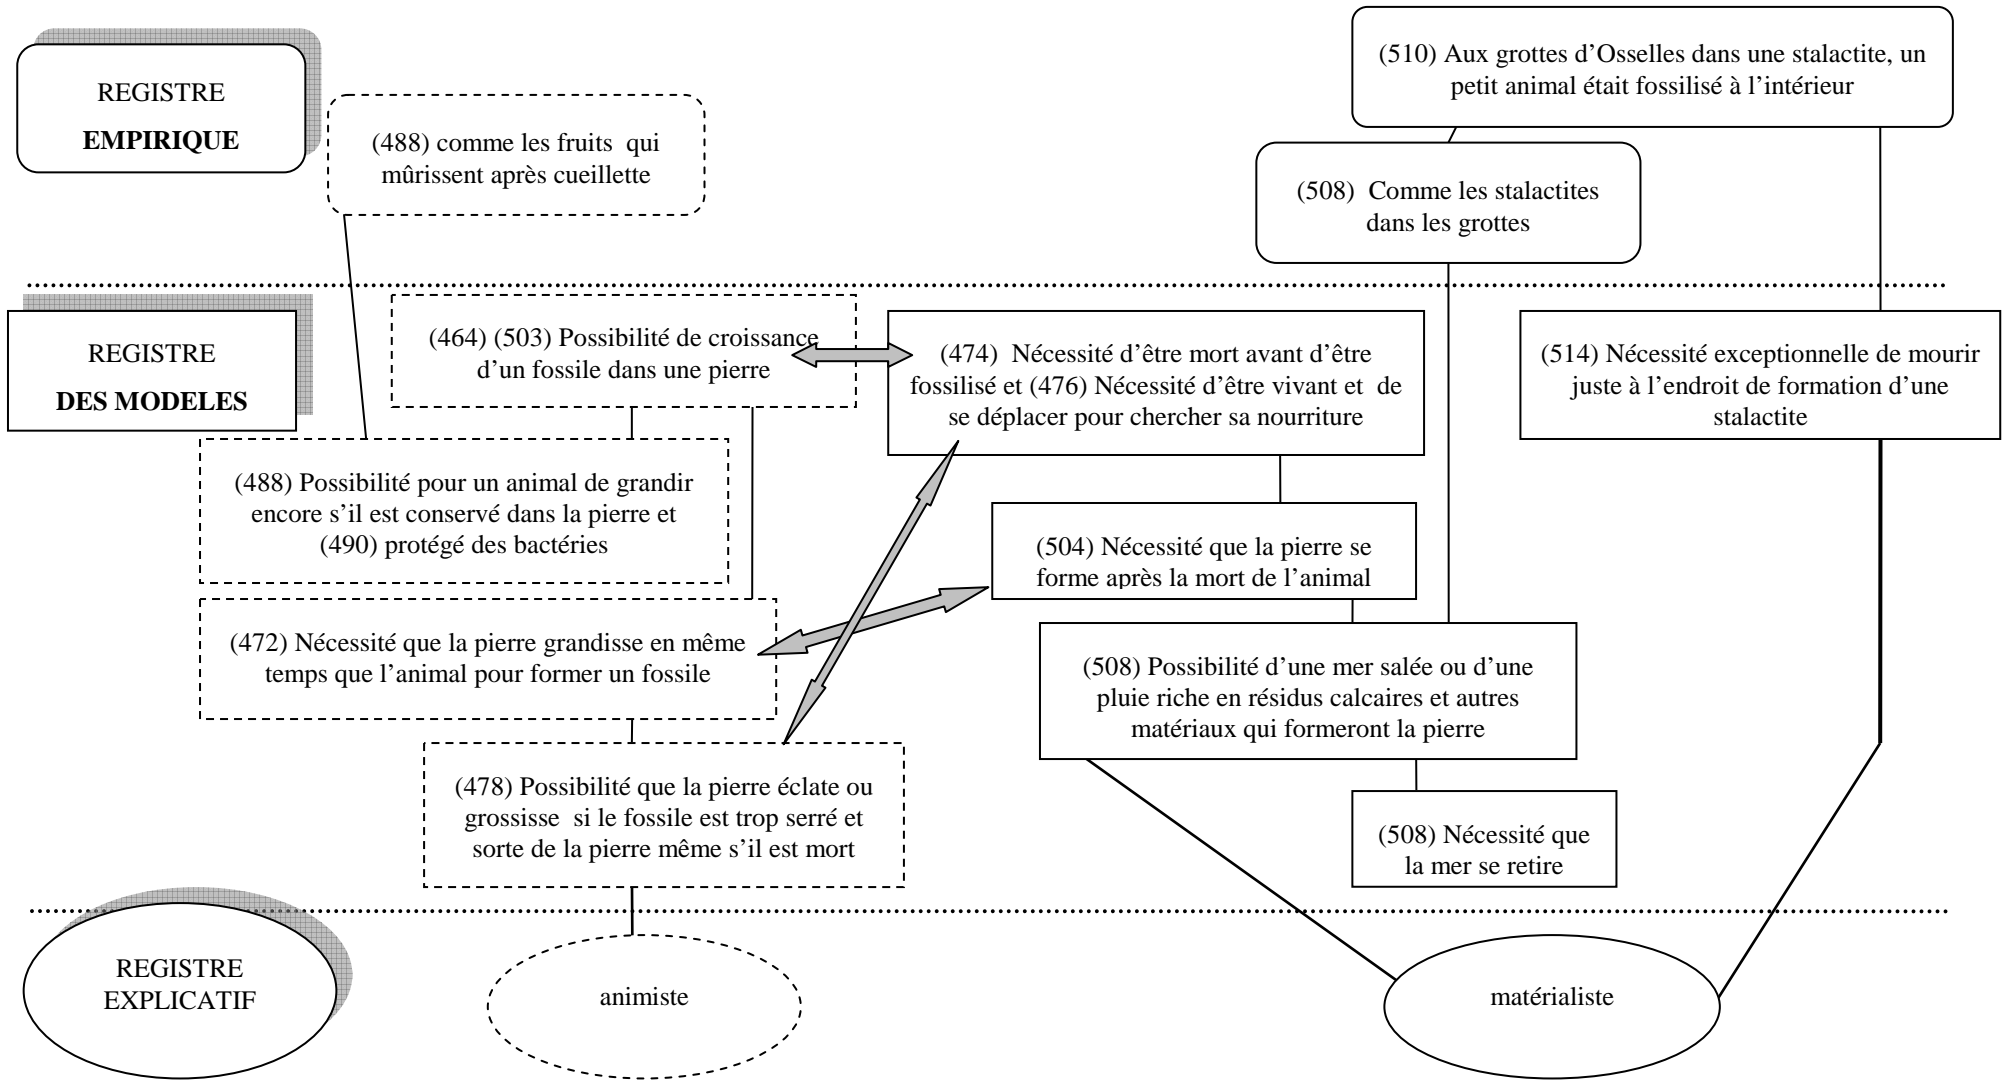 REGISTRE
EMPIRIQUE
(488) comme les fruits qui
mûrissent après cueillette
(510) Aux grottes d’Osselles dans une stalactite, un
petit animal était fossilisé à l’intérieur
(508) Comme les stalactites
dans les grottes
REGISTRE
DES MODELES
(464) (503) Possibilité de croissance
d’un fossile dans une pierre
(474) Nécessité d’être mort avant d’être
fossilisé et (476) Nécessité d’être vivant et de
se déplacer pour chercher sa nourriture
(514) Nécessité exceptionnelle de mourir
juste à l’endroit de formation d’une
stalactite
(488) Possibilité pour un animal de grandir
encore s’il est conservé dans la pierre et
(490) protégé des bactéries
(504) Nécessité que la pierre se
forme après la mort de l’animal
(472) Nécessité que la pierre grandisse en même
temps que l’animal pour former un fossile
(508) Possibilité d’une mer salée ou d’une
pluie riche en résidus calcaires et autres
matériaux qui formeront la pierre
(478) Possibilité que la pierre éclate ou
grossisse si le fossile est trop serré et
sorte de la pierre même s’il est mort
(508) Nécessité que
la mer se retire
REGISTRE
EXPLICATIF
animiste
matérialiste